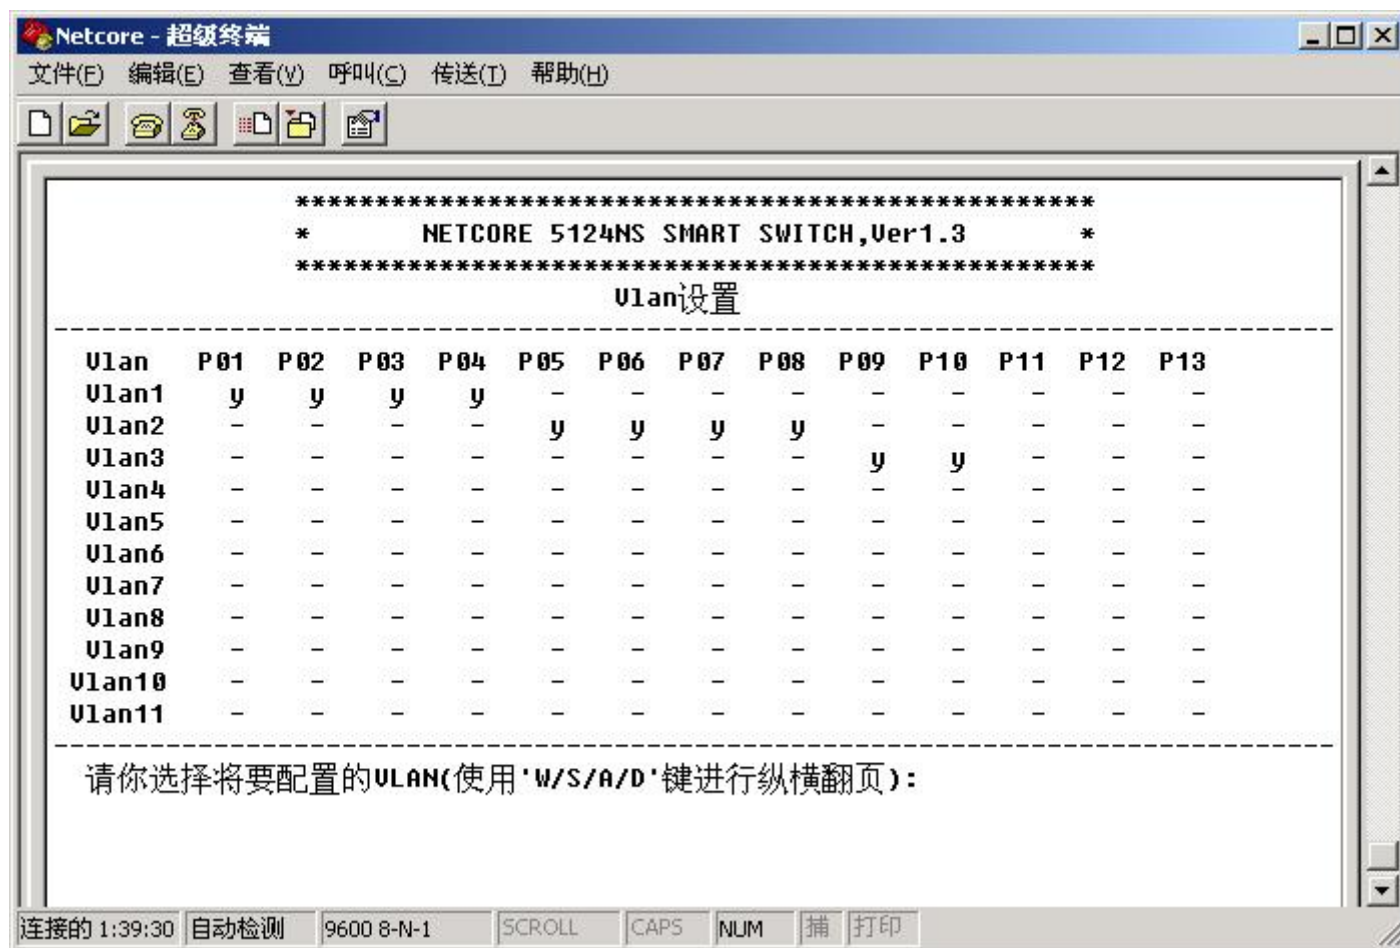 Netcore - 超级终端
文件(F) 编辑(E) 查看(V) 呼叫(C) 传送(T) 帮助(H)
**************************************************
* NETCORE 5124NS SMART SWITCH,Ver1.3 *
**************************************************
Vlan设置
--------------------------------------------------------------------------------
Vlan P01 P02 P03 P04 P05 P06 P07 P08 P09 P10 P11 P12 P13
Vlan1 y y y y - - - - - - - - -
Vlan2 - - - - y y y y - - - - -
Vlan3 - - - - - - - - y y - - -
Vlan4 - - - - - - - - - - - - -
Vlan5 - - - - - - - - - - - - -
Vlan6 - - - - - - - - - - - - -
Vlan7 - - - - - - - - - - - - -
Vlan8 - - - - - - - - - - - - -
Vlan9 - - - - - - - - - - - - -
Vlan10 - - - - - - - - - - - - -
Vlan11 - - - - - - - - - - - - -
--------------------------------------------------------------------------------
请你选择将要配置的VLAN(使用'W/S/A/D'键进行纵横翻页):
连接的 1:39:30 自动检测 9600 8-N-1 SCROLL CAPS NUM 捕 打印